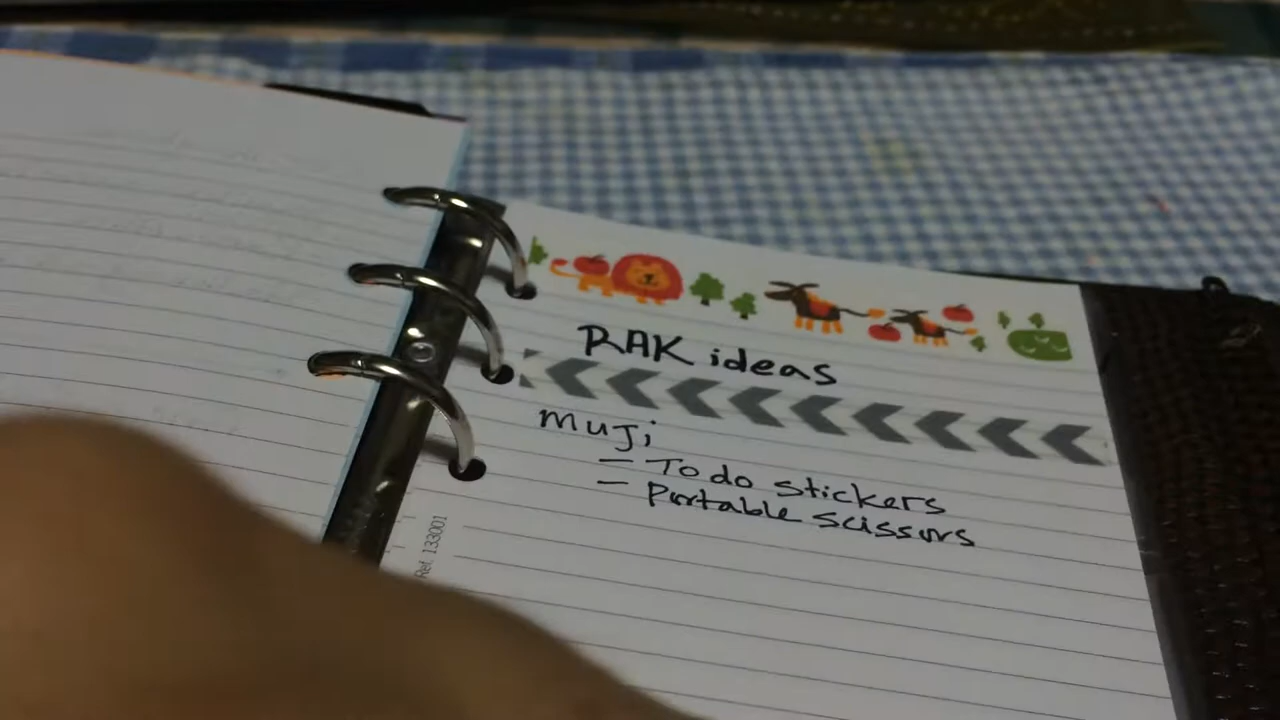 RAK ideas
Muji
- To do stickers
- Portable scissors
Ref. 133001